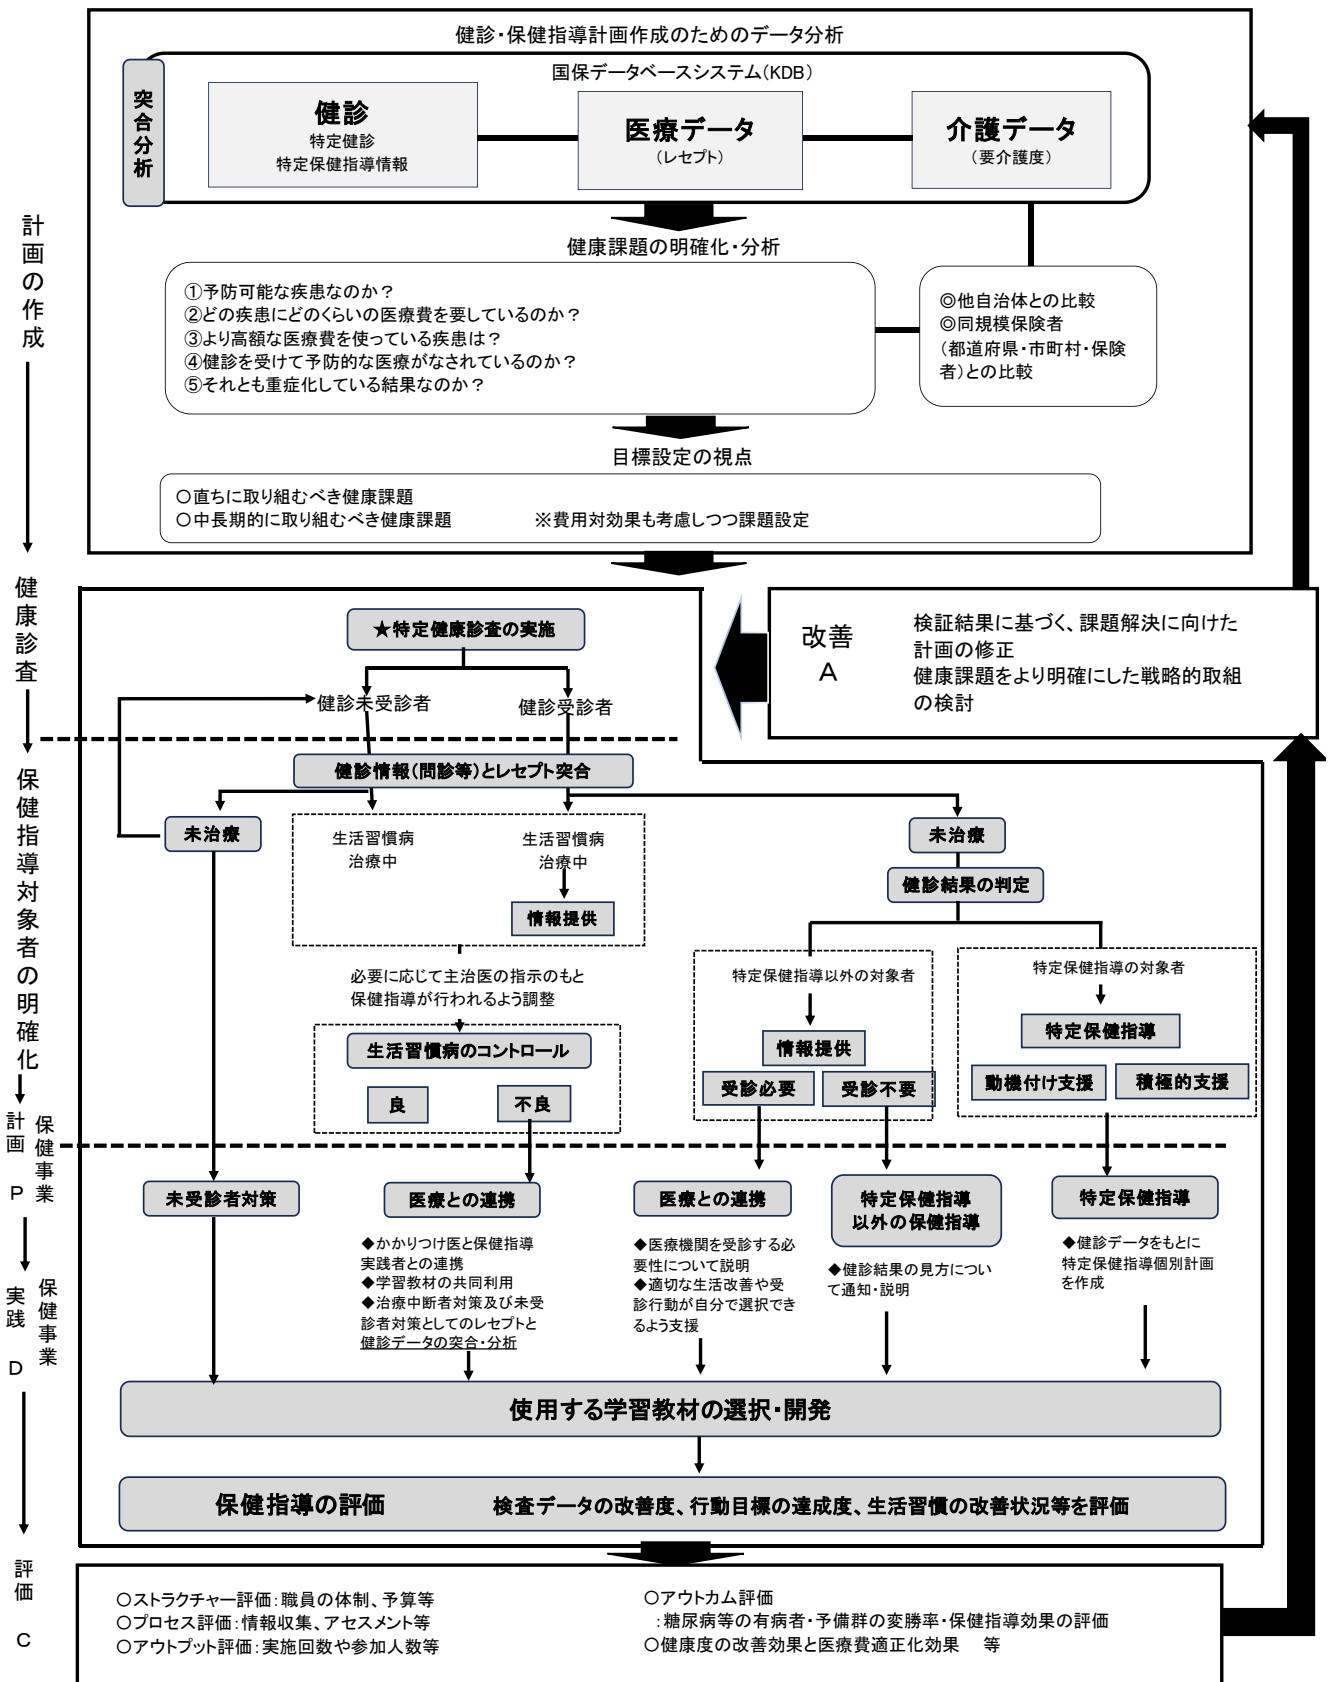 健診・保健指導計画作成のためのデータ分析
国保データベースシステム(KDB)
突合分析
健診
特定健診
特定保健指導情報
医療データ
(レセプト)
介護データ
(要介護度)
計画の作成
健康課題の明確化・分析
①予防可能な疾患なのか？
②どの疾患にどのくらいの医療費を要しているのか？
③より高額な医療費を使っている疾患は？
④健診を受けて予防的な医療がなされているのか？
⑤それとも重症化している結果なのか？
◎他自治体との比較
◎同規模保険者
(都道府県・市町村・保険
者)との比較
目標設定の視点
○直ちに取り組むべき健康課題
○中長期的に取り組むべき健康課題　※費用対効果も考慮しつつ課題設定
健康診査
★特定健康診査の実施
健診未受診者
健診受診者
改善
A
検証結果に基づく、課題解決に向けた
計画の修正
健康課題をより明確にした戦略的取組
の検討
保健指導対象者の明確化
健診情報(問診等)とレセプト突合
未治療
生活習慣病
治療中
生活習慣病
治療中
情報提供
未治療
健診結果の判定
必要に応じて主治医の指示のもと
保健指導が行われるよう調整
生活習慣病のコントロール
良
不良
特定保健指導以外の対象者
情報提供
受診必要
受診不要
特定保健指導の対象者
特定保健指導
動機付け支援
積極的支援
保健事業
計画 P
未受診者対策
医療との連携
◆かかりつけ医と保健指導
実践者との連携
◆学習教材の共同利用
◆治療中断者対策及び未受
診者対策としてのレセプトと
健診データの突合・分析
医療との連携
◆医療機関を受診する必
要性について説明
◆適切な生活改善や受
診行動が自分で選択でき
るよう支援
特定保健指導
以外の保健指導
◆健診結果の見方につい
て通知・説明
特定保健指導
◆健診データをもとに
特定保健指導個別計画
を作成
保健事業
実践 D
使用する学習教材の選択・開発
保健指導の評価　検査データの改善度、行動目標の達成度、生活習慣の改善状況等を評価
評価 C
○ストラクチャー評価：職員の体制、予算等
○プロセス評価：情報収集、アセスメント等
○アウトプット評価：実施回数や参加人数等
○アウトカム評価
：糖尿病等の有病者・予備群の変勝率・保健指導効果の評価
○健康度の改善効果と医療費適正化効果　等